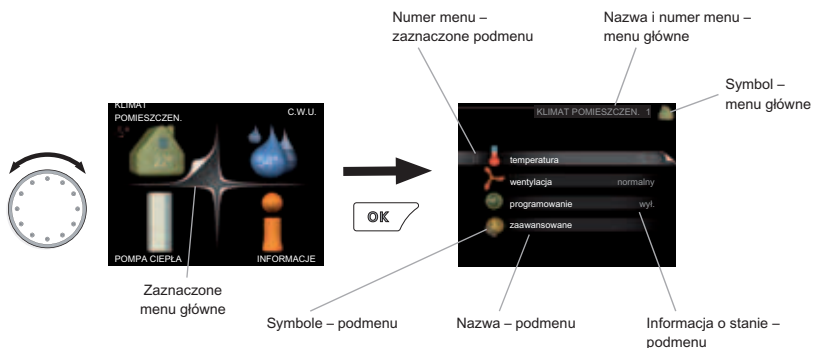 Numer menu –
zaznaczone podmenu
Nazwa i numer menu –
menu główne
Symbol –
menu główne
KLIMAT
POMIESZCZEN.
C.W.U.
POMPA CIEPŁA
INFORMACJE
OK
KLIMAT POMIESZCZEN. 1
temperatura
wentylacja normalny
programowanie wył.
zaawansowane
Zaznaczone
menu główne
Symbole – podmenu
Nazwa – podmenu
Informacja o stanie –
podmenu